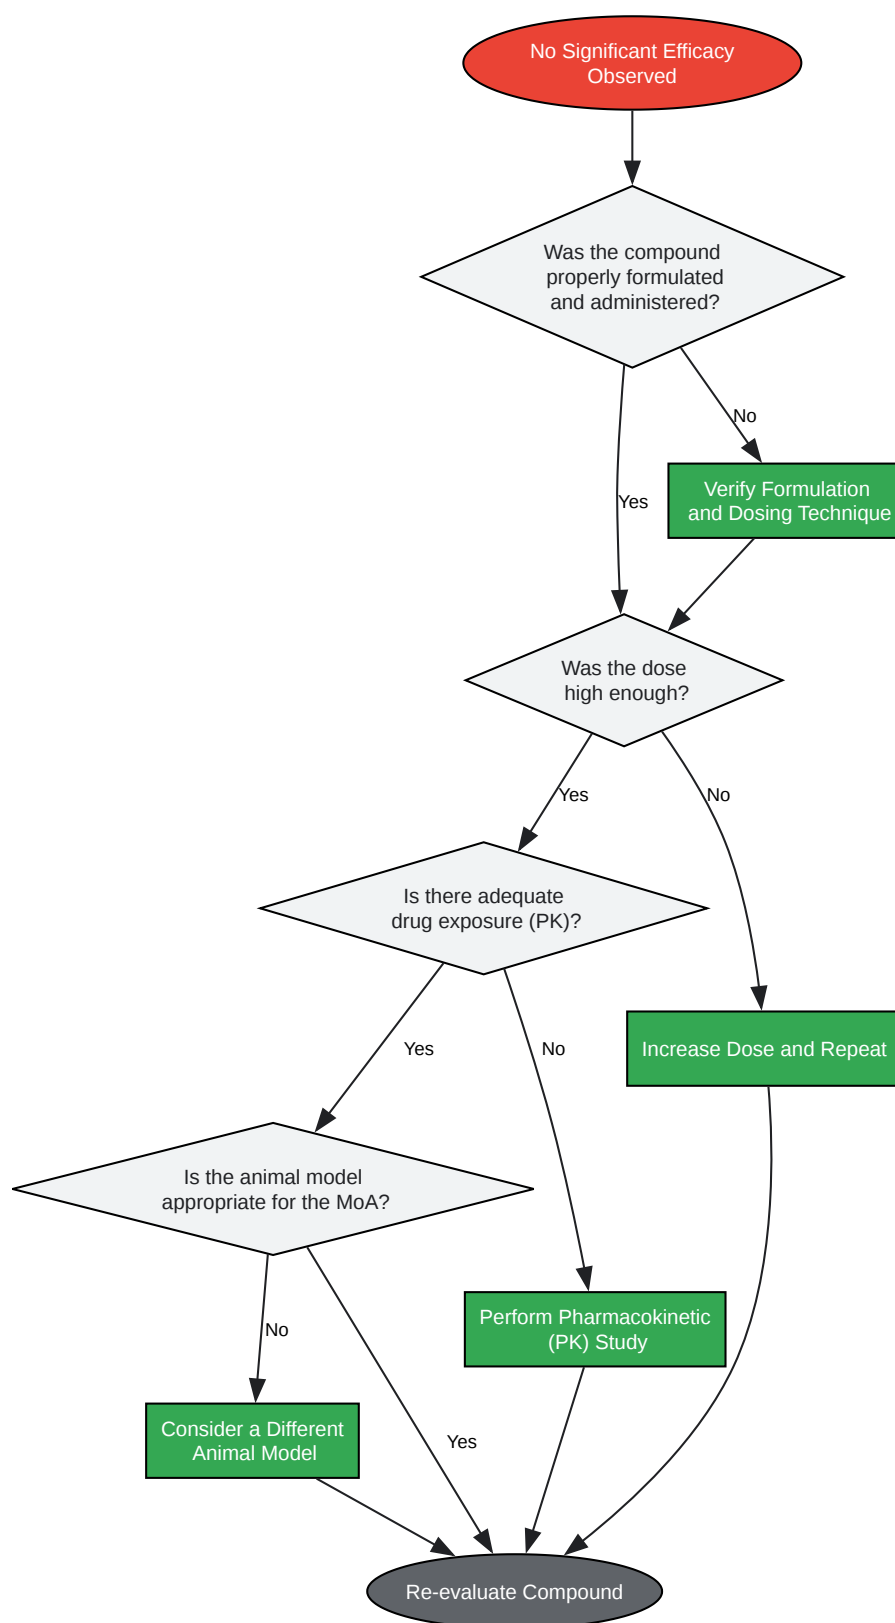 No Significant Efficacy
Observed
Was the compound
properly formulated
and administered?
No
Yes
Verify Formulation
and Dosing Technique
Was the dose
high enough?
Yes
No
Is there adequate
drug exposure (PK)?
Yes
No
Increase Dose and Repeat
Is the animal model
appropriate for the MoA?
No
Perform Pharmacokinetic
(PK) Study
Consider a Different
Animal Model
Yes
Re-evaluate Compound